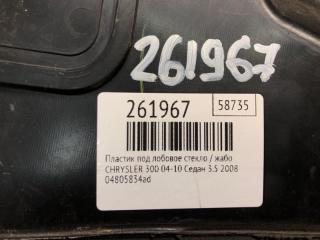 261967
261967 58735
Пластик под лобовое стекло / жабо
CHRYSLER 300 04-10 Седан 3.5 2008
04805834ad